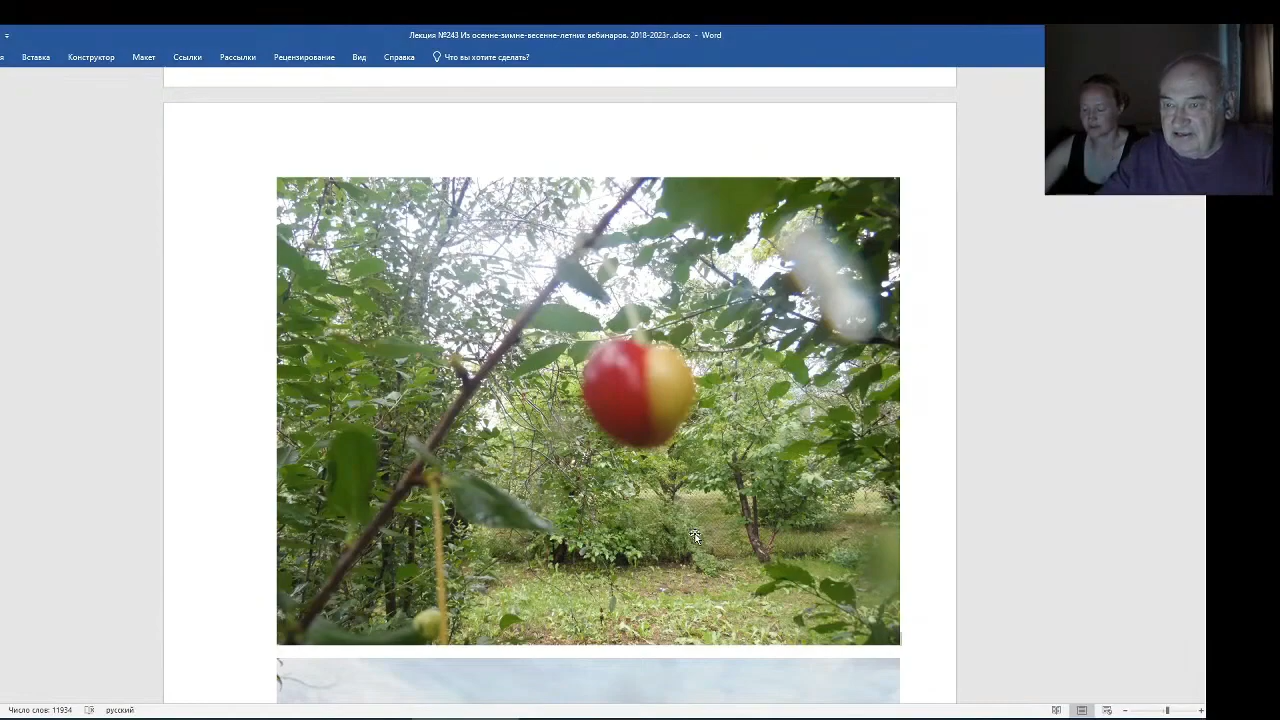 Лекция №243 Из осенне-зимне-весенне-летних вебинаров. 2018-2023г..docx - Word
Вставка Конструктор Макет Ссылки Рассылки Рецензирование Вид Справка Что вы хотите сделать?
Число слов: 11934 русский